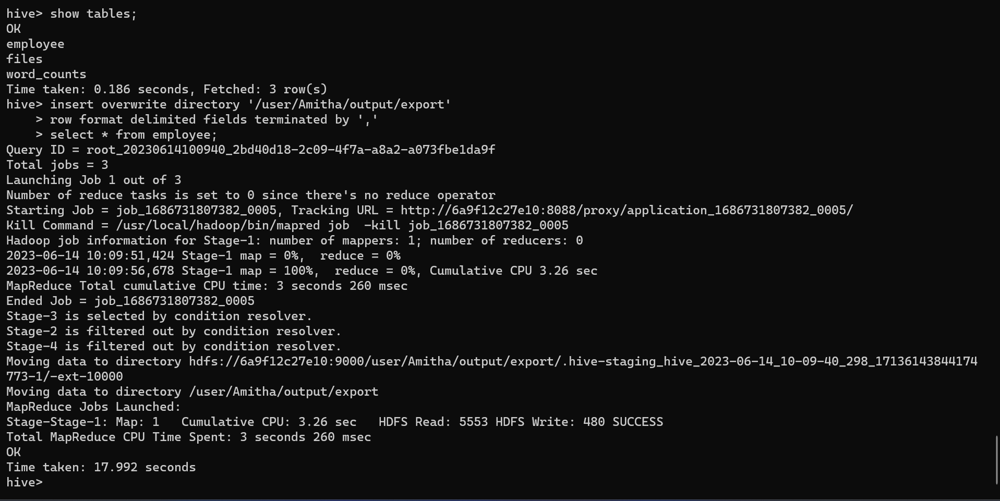 hive> show tables;
OK
employee
files
word_counts
Time taken: 0.186 seconds, Fetched: 3 row(s)
hive> insert overwrite directory '/user/Amitha/output/export'
    > row format delimited fields terminated by ','
    > select * from employee;
Query ID = root_20230614100940_2bd40d18-2c09-4f7a-a8a2-a073fbe1da9f
Total jobs = 3
Launching Job 1 out of 3
Number of reduce tasks is set to 0 since there's no reduce operator
Starting Job = job_1686731807382_0005, Tracking URL = http://6a9f12c27e10:8088/proxy/application_1686731807382_0005/
Kill Command = /usr/local/hadoop/bin/mapred job  -kill job_1686731807382_0005
Hadoop job information for Stage-1: number of mappers: 1; number of reducers: 0
2023-06-14 10:09:51,424 Stage-1 map = 0%,  reduce = 0%
2023-06-14 10:09:56,678 Stage-1 map = 100%,  reduce = 0%, Cumulative CPU 3.26 sec
MapReduce Total cumulative CPU time: 3 seconds 260 msec
Ended Job = job_1686731807382_0005
Stage-3 is selected by condition resolver.
Stage-2 is filtered out by condition resolver.
Stage-4 is filtered out by condition resolver.
Moving data to directory hdfs://6a9f12c27e10:9000/user/Amitha/output/export/.hive-staging_hive_2023-06-14_10-09-40_298_17136143844174
773-1/-ext-10000
Moving data to directory /user/Amitha/output/export
MapReduce Jobs Launched:
Stage-Stage-1: Map: 1   Cumulative CPU: 3.26 sec   HDFS Read: 5553 HDFS Write: 480 SUCCESS
Total MapReduce CPU Time Spent: 3 seconds 260 msec
OK
Time taken: 17.992 seconds
hive>